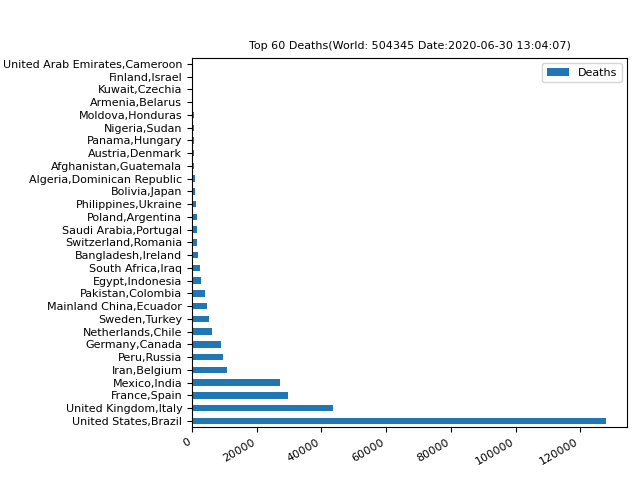 Top 60 Deaths(World: 504345 Date:2020-06-30 13:04:07)
Deaths
United Arab Emirates,Cameroon
Finland,Israel
Kuwait,Czechia
Armenia,Belarus
Moldova,Honduras
Nigeria,Sudan
Panama,Hungary
Austria,Denmark
Afghanistan,Guatemala
Algeria,Dominican Republic
Bolivia,Japan
Philippines,Ukraine
Poland,Argentina
Saudi Arabia,Portugal
Switzerland,Romania
Bangladesh,Ireland
South Africa,Iraq
Egypt,Indonesia
Pakistan,Colombia
Mainland China,Ecuador
Sweden,Turkey
Netherlands,Chile
Germany,Canada
Peru,Russia
Iran,Belgium
Mexico,India
France,Spain
United Kingdom,Italy
United States,Brazil
0
20000
40000
60000
80000
100000
120000